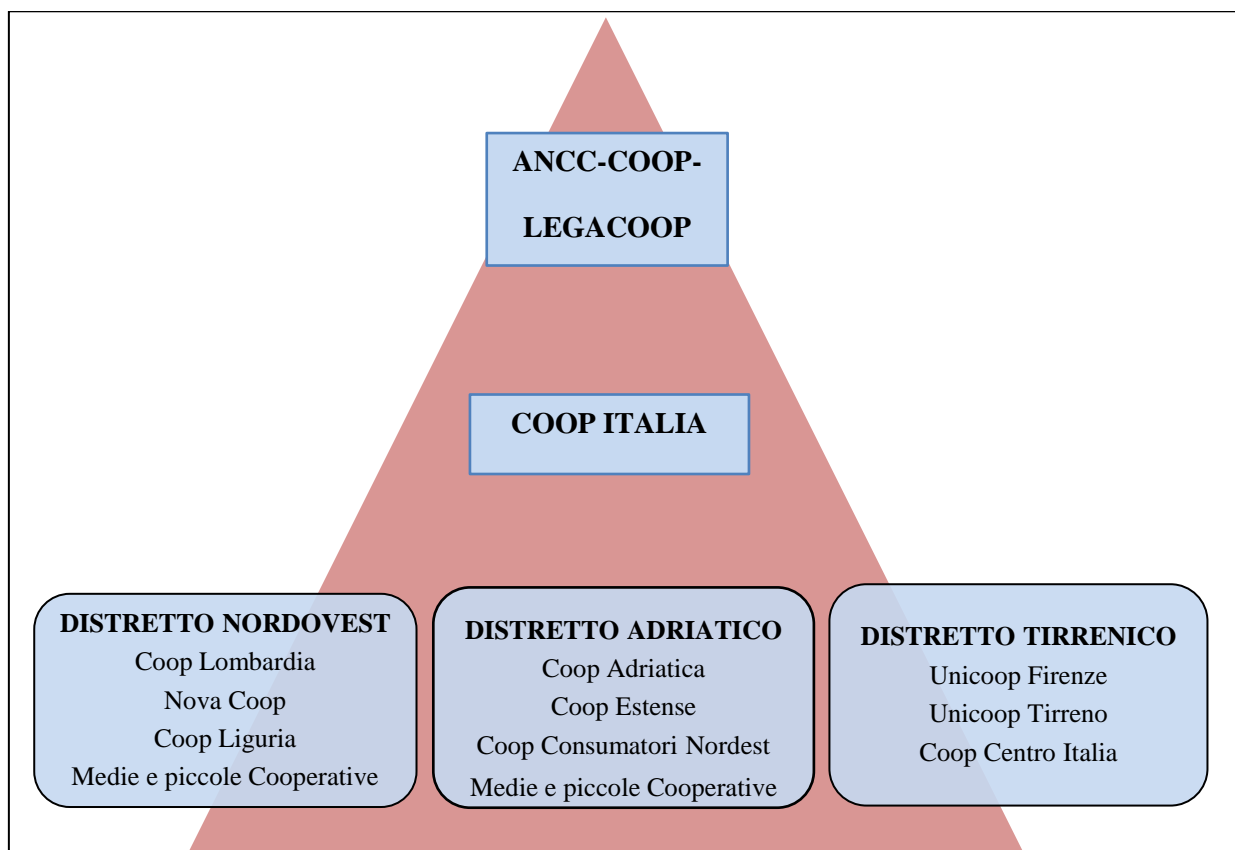 ANCC-COOP-
LEGACOOP
COOP ITALIA
DISTRETTO NORDOVEST
Coop Lombardia
Nova Coop
Coop Liguria
Medie e piccole Cooperative
DISTRETTO ADRIATICO
Coop Adriatica
Coop Estense
Coop Consumatori Nordest
Medie e piccole Cooperative
DISTRETTO TIRRENICO
Unicoop Firenze
Unicoop Tirreno
Coop Centro Italia